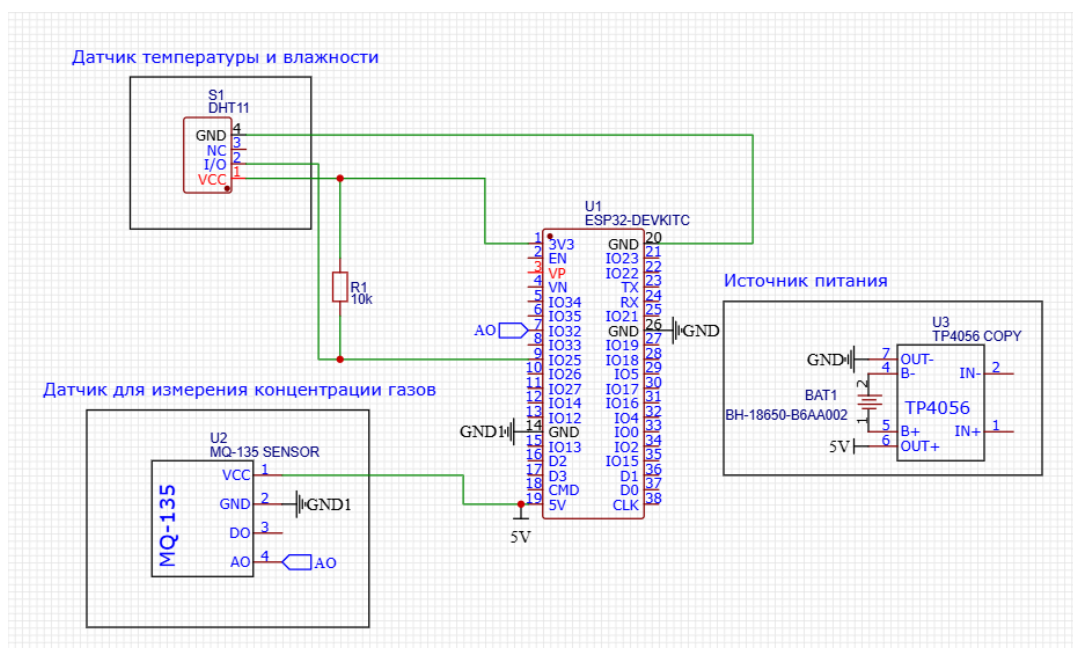 Датчик температуры и влажности
S1
DHT11
GND 4
NC 3
I/O 2
VCC 1
R1
10k
U1
ESP32-DEVKITC
1 3V3 GND 20
2 EN IO23 21
3 VP IO22 22
4 VN TX 23
5 IO34 RX 24
6 IO35 IO21 25
AO 7 IO32 GND 26 GND
8 IO33 IO19 27
9 IO25 IO18 28
10 IO26 IO5 29
11 IO27 IO17 30
12 IO14 IO16 31
13 IO12 IO4 32
GND1 14 GND IO0 33
15 IO13 IO2 34
16 D2 IO15 35
17 D3 D1 36
18 CMD D0 37
19 5V CLK 38
5V
Источник питания
U3
TP4056 COPY
GND 7 OUT-
4 B- IN- 2
BAT1
BH-18650-B6AA002
2
1
TP4056
5 B+ IN+ 1
5V 6 OUT+
Датчик для измерения концентрации газов
U2
MQ-135 SENSOR
MQ-135
VCC 1
GND 2 GND1
DO 3
AO 4 AO